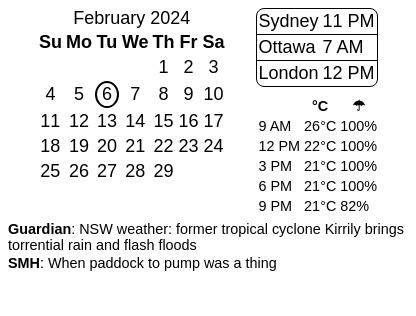 February 2024
Su Mo Tu We Th Fr Sa
1 2 3
4 5 6 7 8 9 10
11 12 13 14 15 16 17
18 19 20 21 22 23 24
25 26 27 28 29
Sydney 11 PM
Ottawa 7 AM
London 12 PM
°C ☂
9 AM 26°C 100%
12 PM 22°C 100%
3 PM 21°C 100%
6 PM 21°C 100%
9 PM 21°C 82%
Guardian: NSW weather: former tropical cyclone Kirrily brings
torrential rain and flash floods
SMH: When paddock to pump was a thing